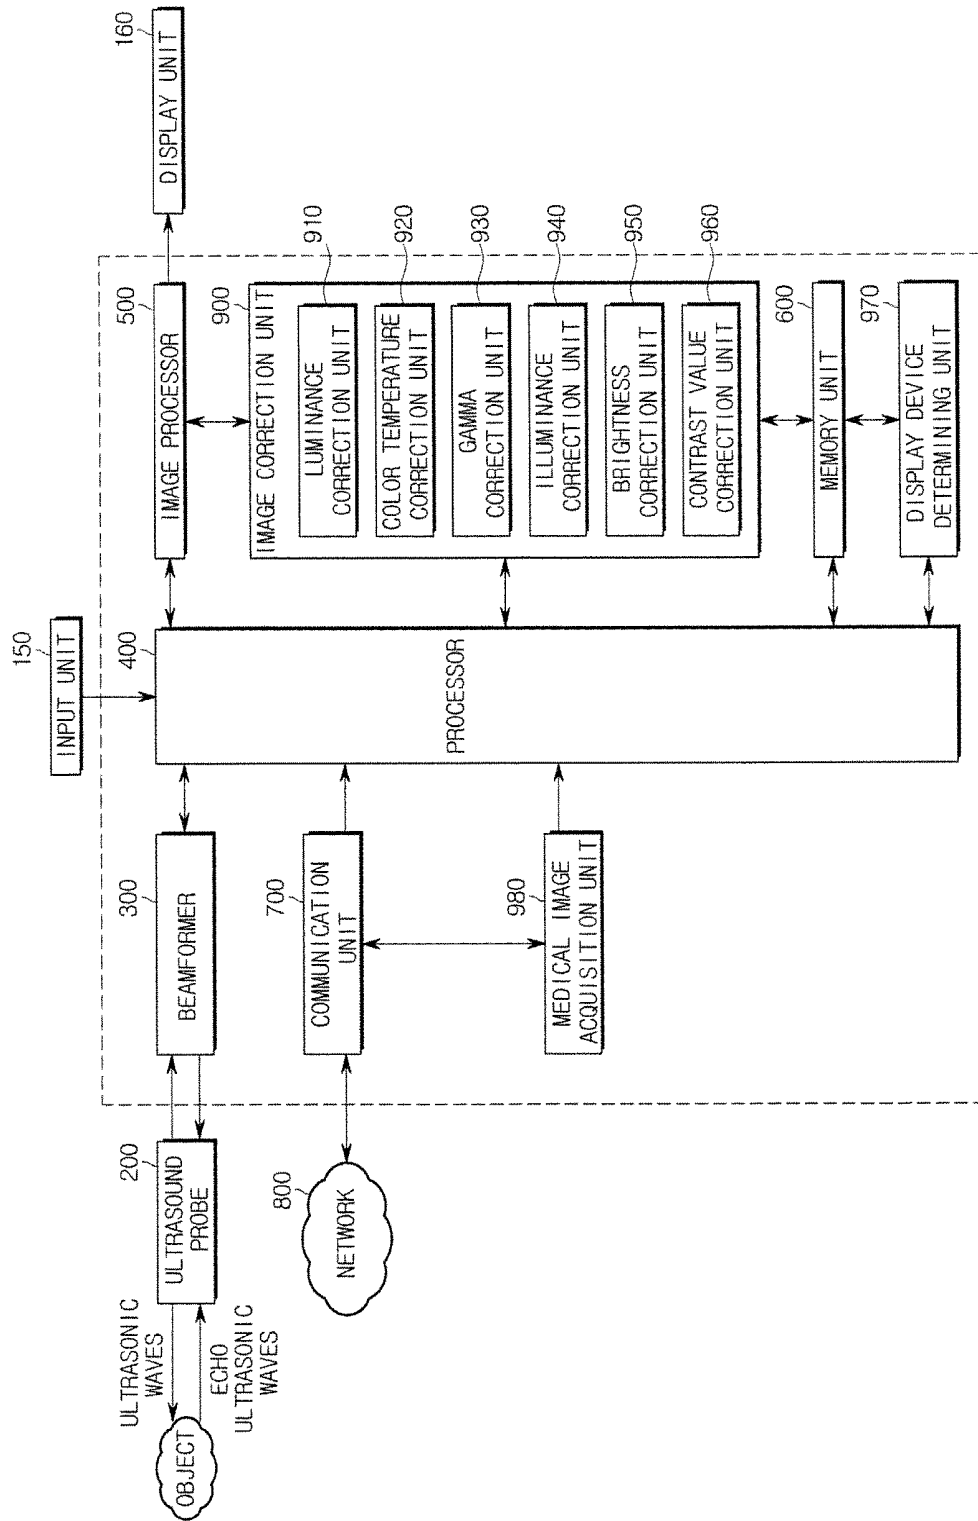 150
INPUT UNIT
OBJECT
ULTRASONIC
WAVES
ECHO
ULTRASONIC
WAVES
200
ULTRASOUND
PROBE
300
BEAMFORMER
400
PROCESSOR
500
IMAGE PROCESSOR
160
DISPLAY UNIT
800
NETWORK
700
COMMUNICATION
UNIT
980
MEDICAL IMAGE
ACQUISITION UNIT
900
IMAGE CORRECTION UNIT
LUMINANCE
CORRECTION UNIT
910
COLOR TEMPERATURE
CORRECTION UNIT
920
GAMMA
CORRECTION UNIT
930
ILLUMINANCE
CORRECTION UNIT
940
BRIGHTNESS
CORRECTION UNIT
950
CONTRAST VALUE
CORRECTION UNIT
960
600
MEMORY UNIT
970
DISPLAY DEVICE
DETERMINING UNIT